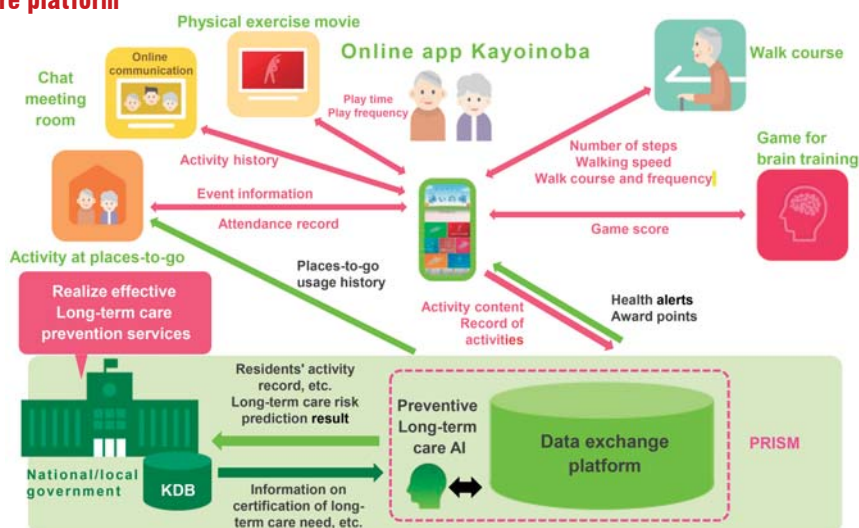 re platform
Physical exercise movie
Online app Kayoinoba
Online
communication
Chat
meeting
room
Walk course
Play time
Play frequency
Number of steps
Walking speed
Walk course and frequency
Game for
brain training
Activity history
Event information
Attendance record
Game score
Activity at places-to-go
Places-to-go
usage history
Realize effective
Long-term care
prevention services
Activity content
Record of
activities
Health alerts
Award points
Residents' activity
record, etc.
Long-term care risk
prediction result
Preventive
Long-term
care AI
Data exchange
platform
PRISM
National/local
government
KDB
Information on
certification of long-
term care need, etc.